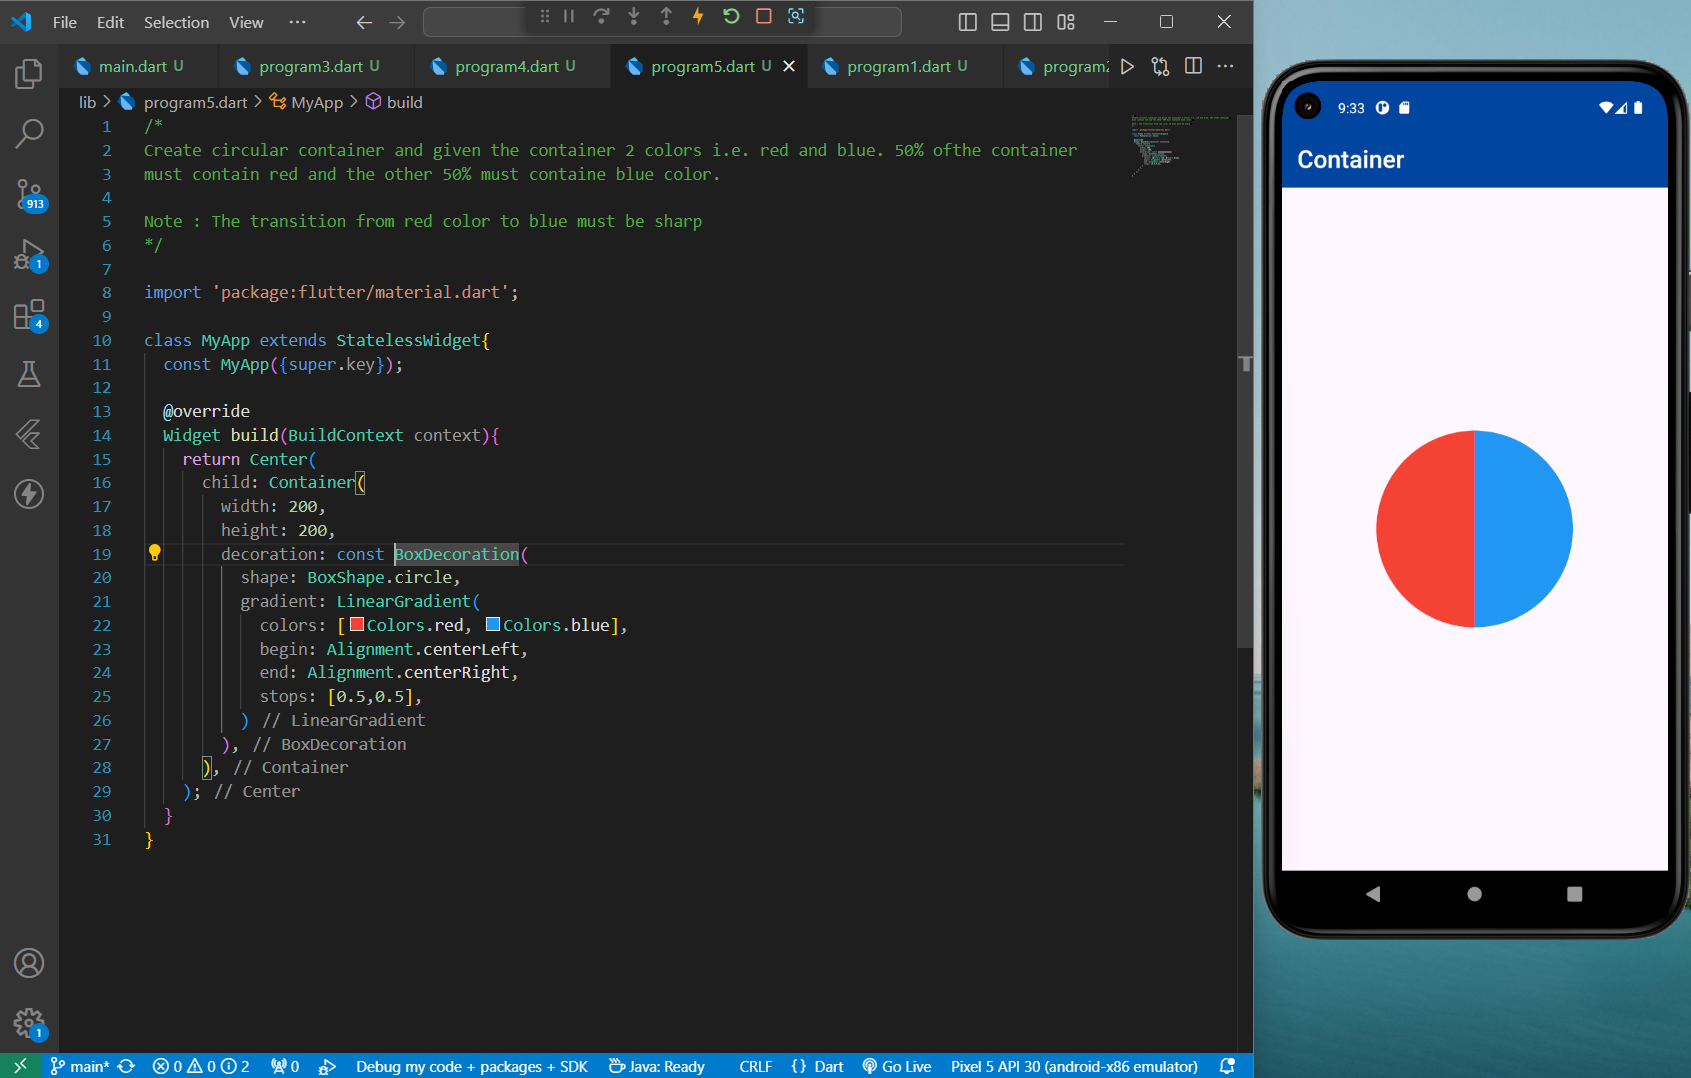 File Edit Selection View ···
main.dart U program3.dart U program4.dart U program5.dart U program1.dart U program2
lib > program5.dart > MyApp > build
1 /*
2 Create circular container and given the container 2 colors i.e. red and blue. 50% ofthe container
3 must contain red and the other 50% must containe blue color.
4
5 Note : The transition from red color to blue must be sharp
6 */
7
8 import 'package:flutter/material.dart';
9
10 class MyApp extends StatelessWidget{
11 const MyApp({super.key});
12
13 @override
14 Widget build(BuildContext context){
15 return Center(
16 child: Container(
17 width: 200,
18 height: 200,
19 decoration: const BoxDecoration(
20 shape: BoxShape.circle,
21 gradient: LinearGradient(
22 colors: [Colors.red, Colors.blue],
23 begin: Alignment.centerLeft,
24 end: Alignment.centerRight,
25 stops: [0.5,0.5],
26 ) // LinearGradient
27 ), // BoxDecoration
28 ), // Container
29 ); // Center
30 }
31 }
913
1
4
1
main* 0 0 2 0 Debug my code + packages + SDK Java: Ready CRLF {} Dart Go Live Pixel 5 API 30 (android-x86 emulator)
9:33
Container